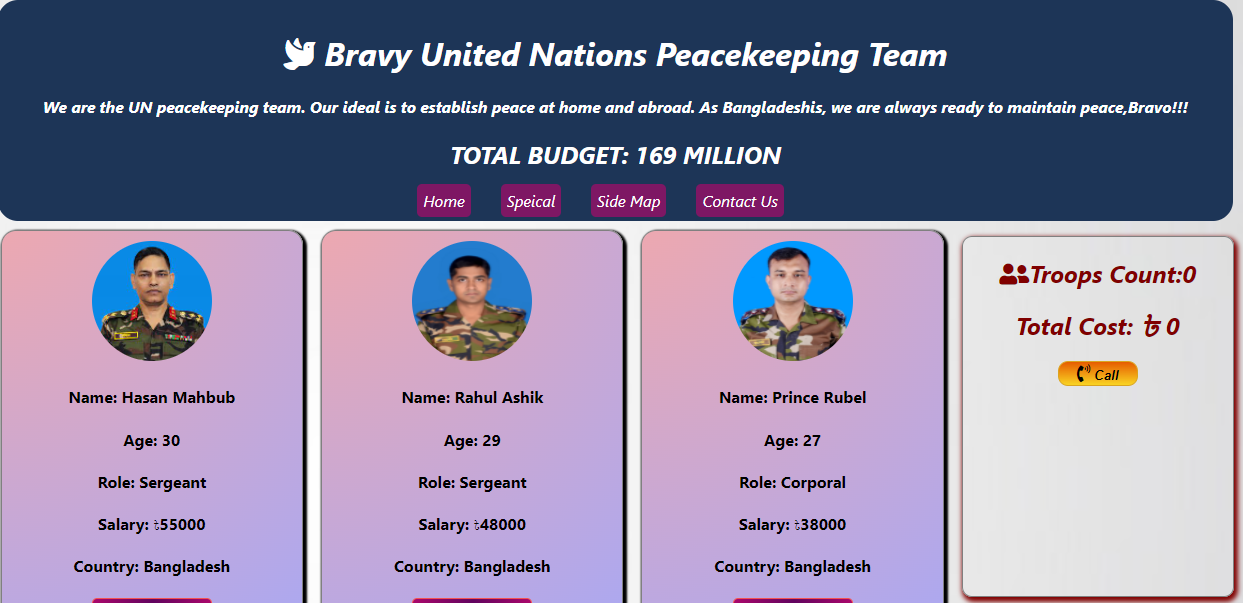 Bravy United Nations Peacekeeping Team
We are the UN peacekeeping team. Our ideal is to establish peace at home and abroad. As Bangladeshis, we are always ready to maintain peace,Bravo!!!
TOTAL BUDGET: 169 MILLION
Home
Speical
Side Map
Contact Us
Name: Hasan Mahbub
Age: 30
Role: Sergeant
Salary: ৳55000
Country: Bangladesh
Name: Rahul Ashik
Age: 29
Role: Sergeant
Salary: ৳48000
Country: Bangladesh
Name: Prince Rubel
Age: 27
Role: Corporal
Salary: ৳38000
Country: Bangladesh
Troops Count:0
Total Cost: ৳ 0
Call